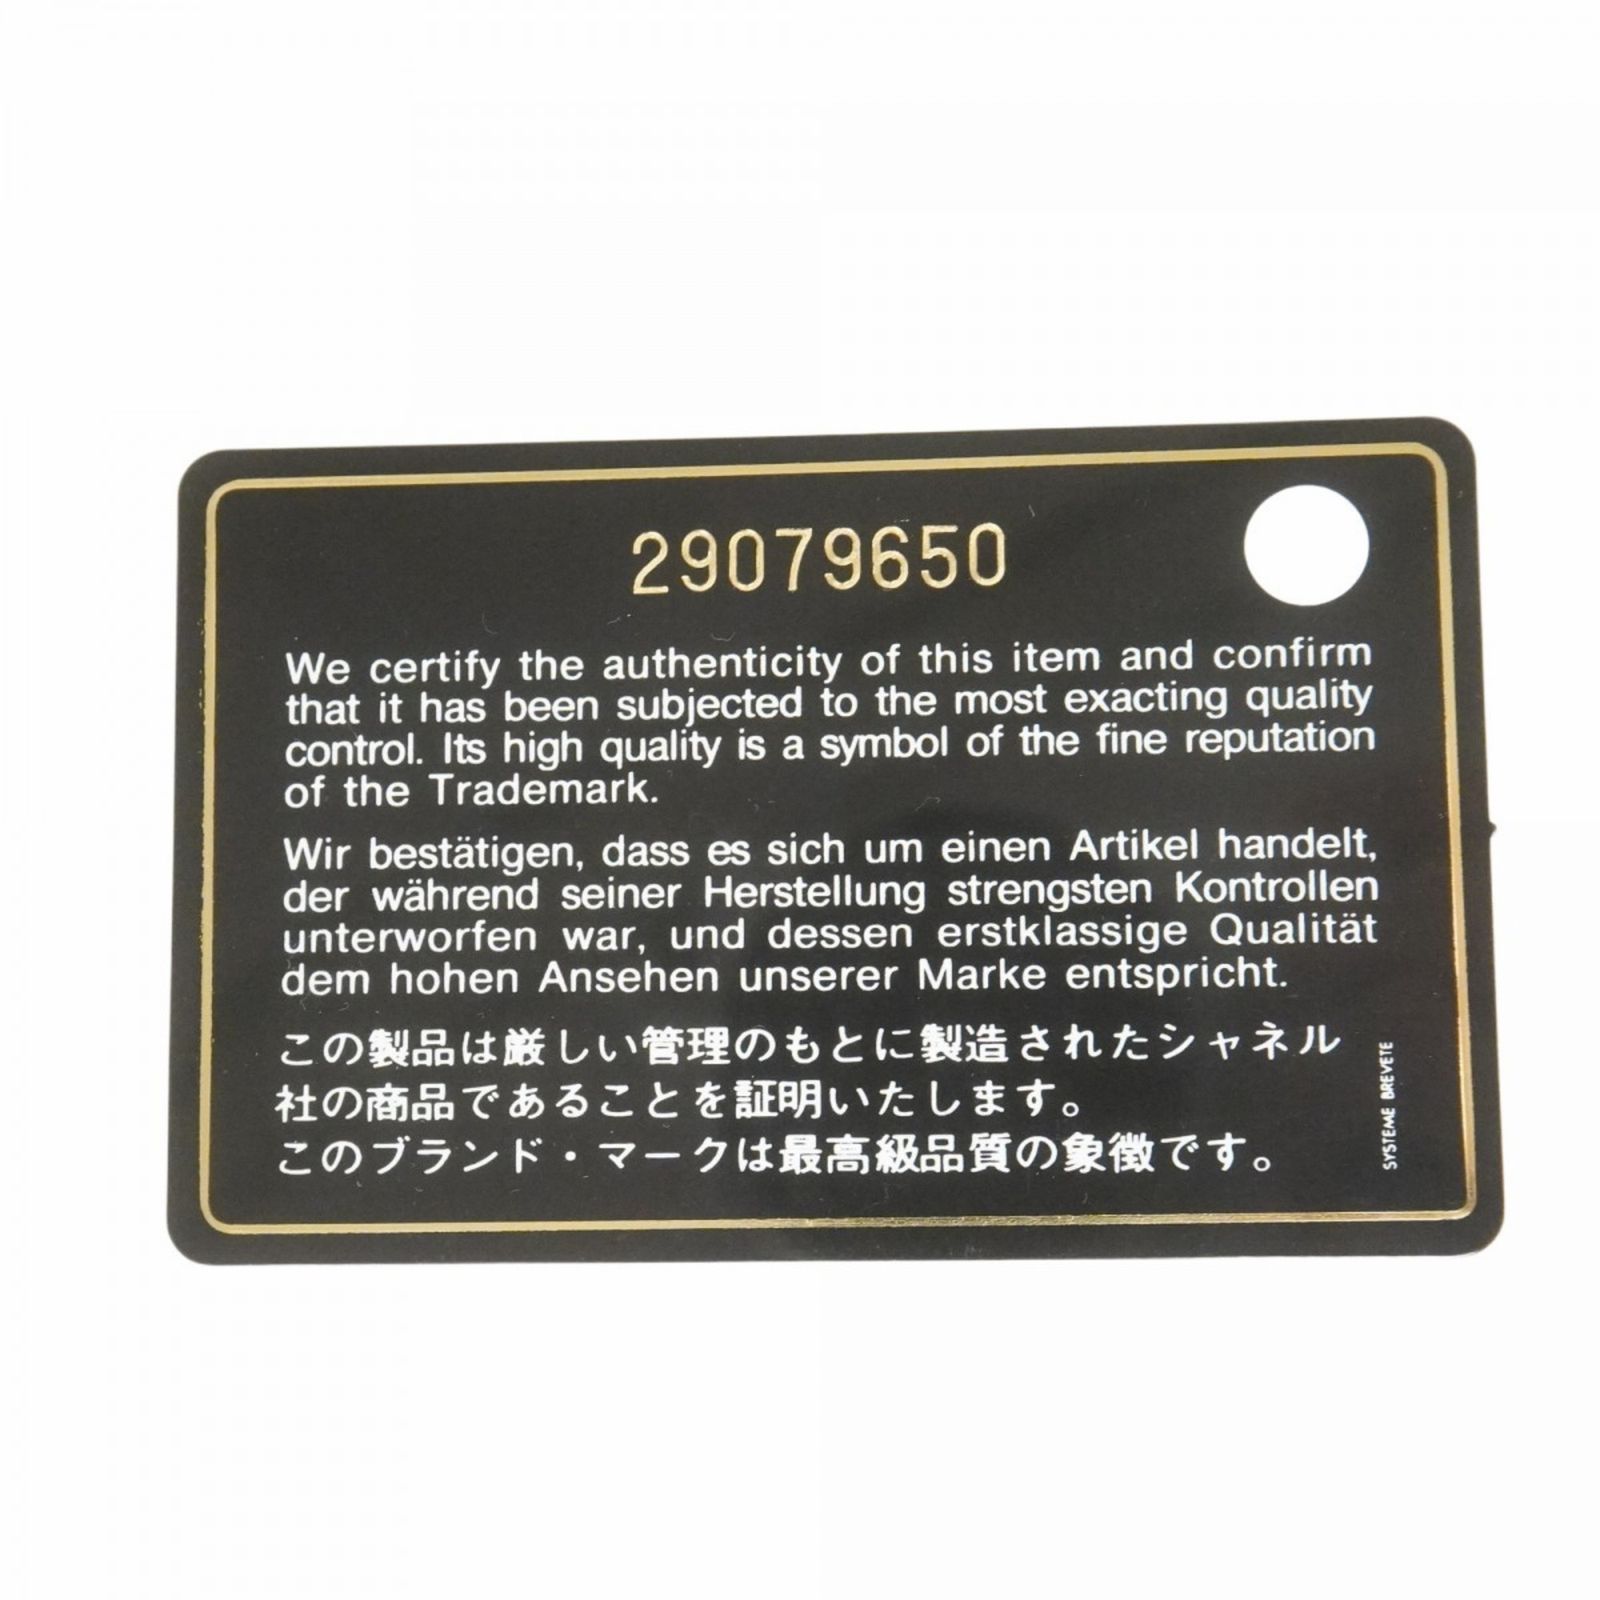 29079650
We certify the authenticity of this item and confirm
that it has been subjected to the most exacting quality
control. Its high quality is a symbol of the fine reputation
of the Trademark.
Wir bestätigen, dass es sich um einen Artikel handelt,
der während seiner Herstellung strengsten Kontrollen
unterworfen war, und dessen erstklassige Qualität
dem hohen Ansehen unserer Marke entspricht.
この製品は厳しい管理のもとに製造されたシャネル
社の商品であることを証明いたします。
このブランド・マークは最高級品質の象徴です。
SYSTEME BREVETE